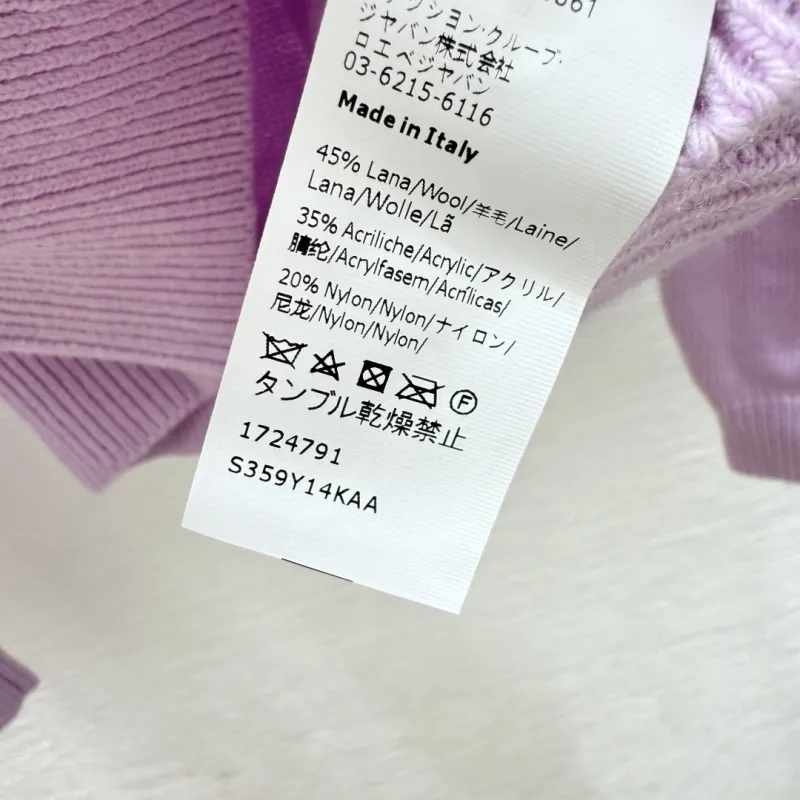 ジャパン株式会社
ロエベジャパン
03-6215-6116
Made in Italy
45% Lana/Wool/羊毛/Laine/
Lana/Wolle/Lã
35% Acriliche/Acrylic/アクリル/
腈纶/Acrylfasern/Acrílicas/
20% Nylon/Nylon/ナイロン/
尼龙/Nylon/Nylon/
F
タンブル乾燥禁止
1724791
S359Y14KAA